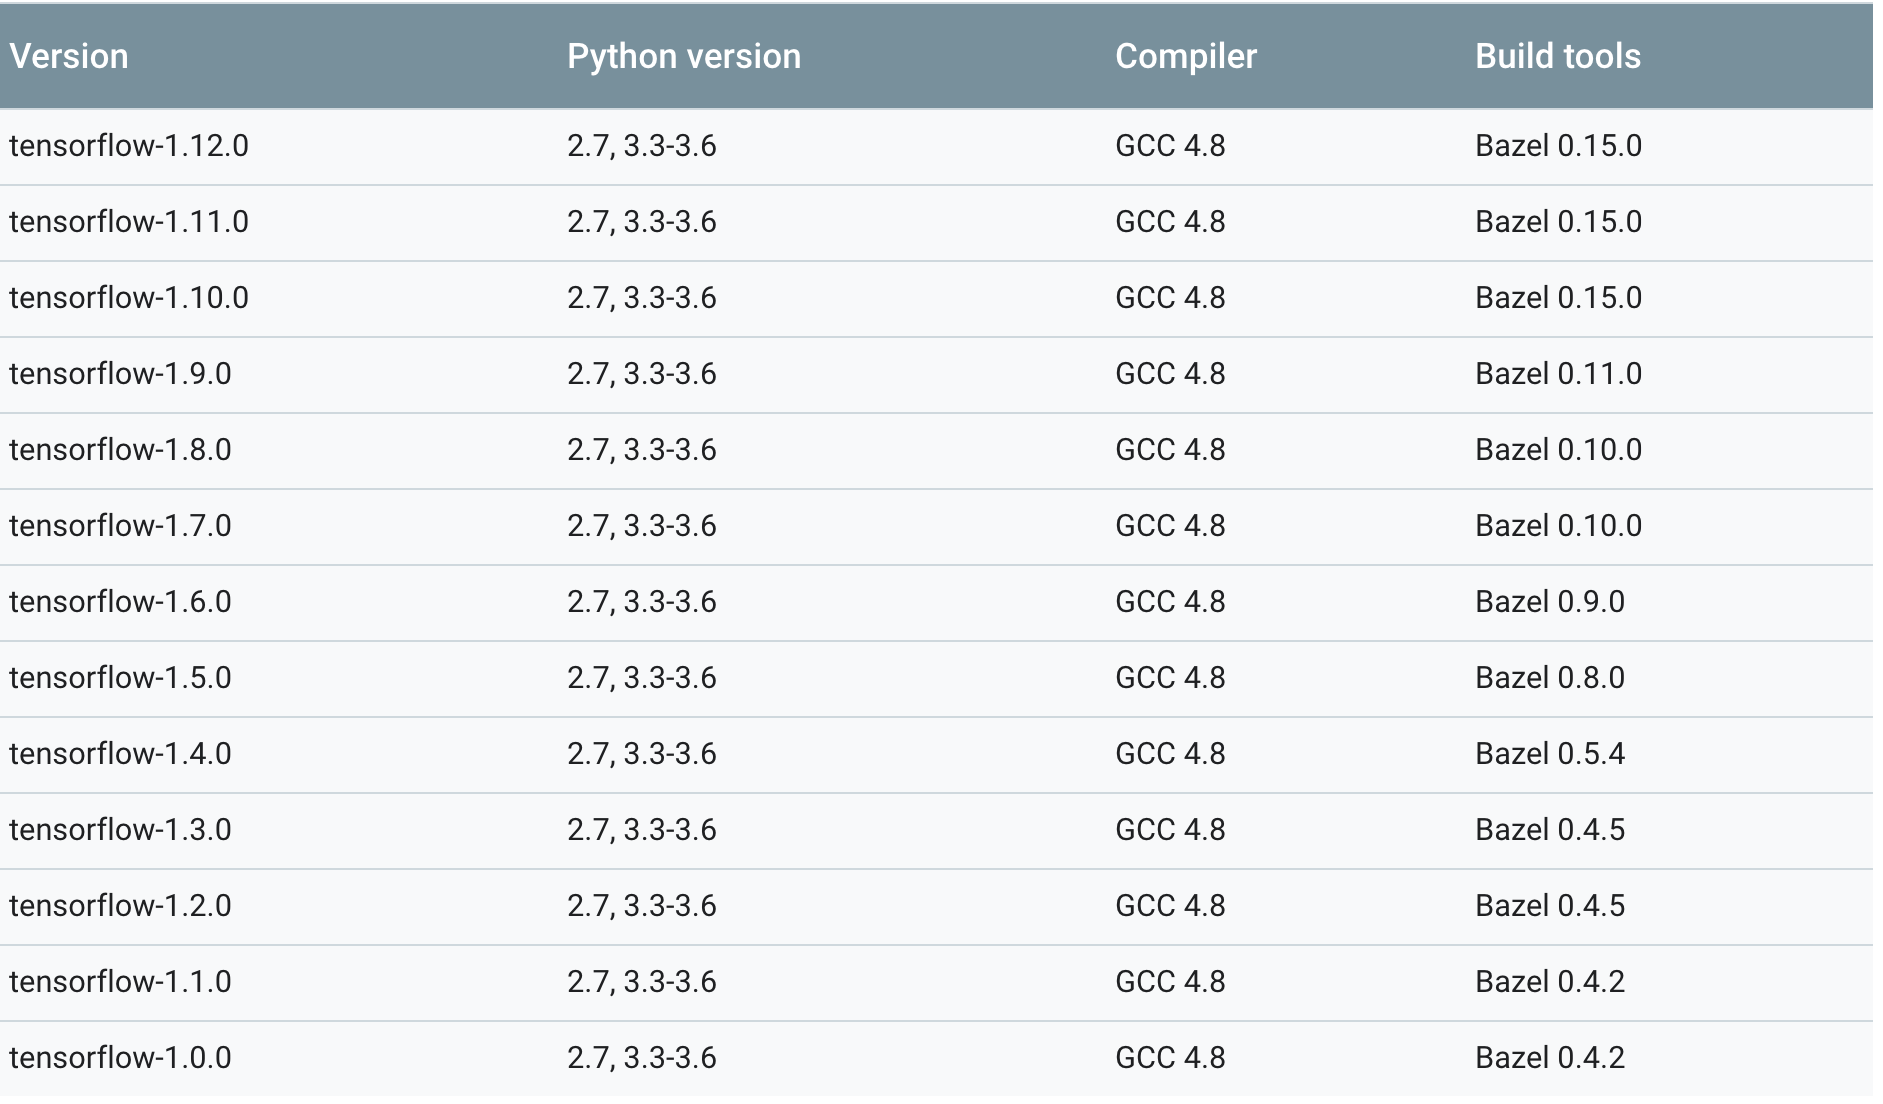 Version Python version Compiler Build tools
tensorflow-1.12.0 2.7, 3.3-3.6 GCC 4.8 Bazel 0.15.0
tensorflow-1.11.0 2.7, 3.3-3.6 GCC 4.8 Bazel 0.15.0
tensorflow-1.10.0 2.7, 3.3-3.6 GCC 4.8 Bazel 0.15.0
tensorflow-1.9.0 2.7, 3.3-3.6 GCC 4.8 Bazel 0.11.0
tensorflow-1.8.0 2.7, 3.3-3.6 GCC 4.8 Bazel 0.10.0
tensorflow-1.7.0 2.7, 3.3-3.6 GCC 4.8 Bazel 0.10.0
tensorflow-1.6.0 2.7, 3.3-3.6 GCC 4.8 Bazel 0.9.0
tensorflow-1.5.0 2.7, 3.3-3.6 GCC 4.8 Bazel 0.8.0
tensorflow-1.4.0 2.7, 3.3-3.6 GCC 4.8 Bazel 0.5.4
tensorflow-1.3.0 2.7, 3.3-3.6 GCC 4.8 Bazel 0.4.5
tensorflow-1.2.0 2.7, 3.3-3.6 GCC 4.8 Bazel 0.4.5
tensorflow-1.1.0 2.7, 3.3-3.6 GCC 4.8 Bazel 0.4.2
tensorflow-1.0.0 2.7, 3.3-3.6 GCC 4.8 Bazel 0.4.2